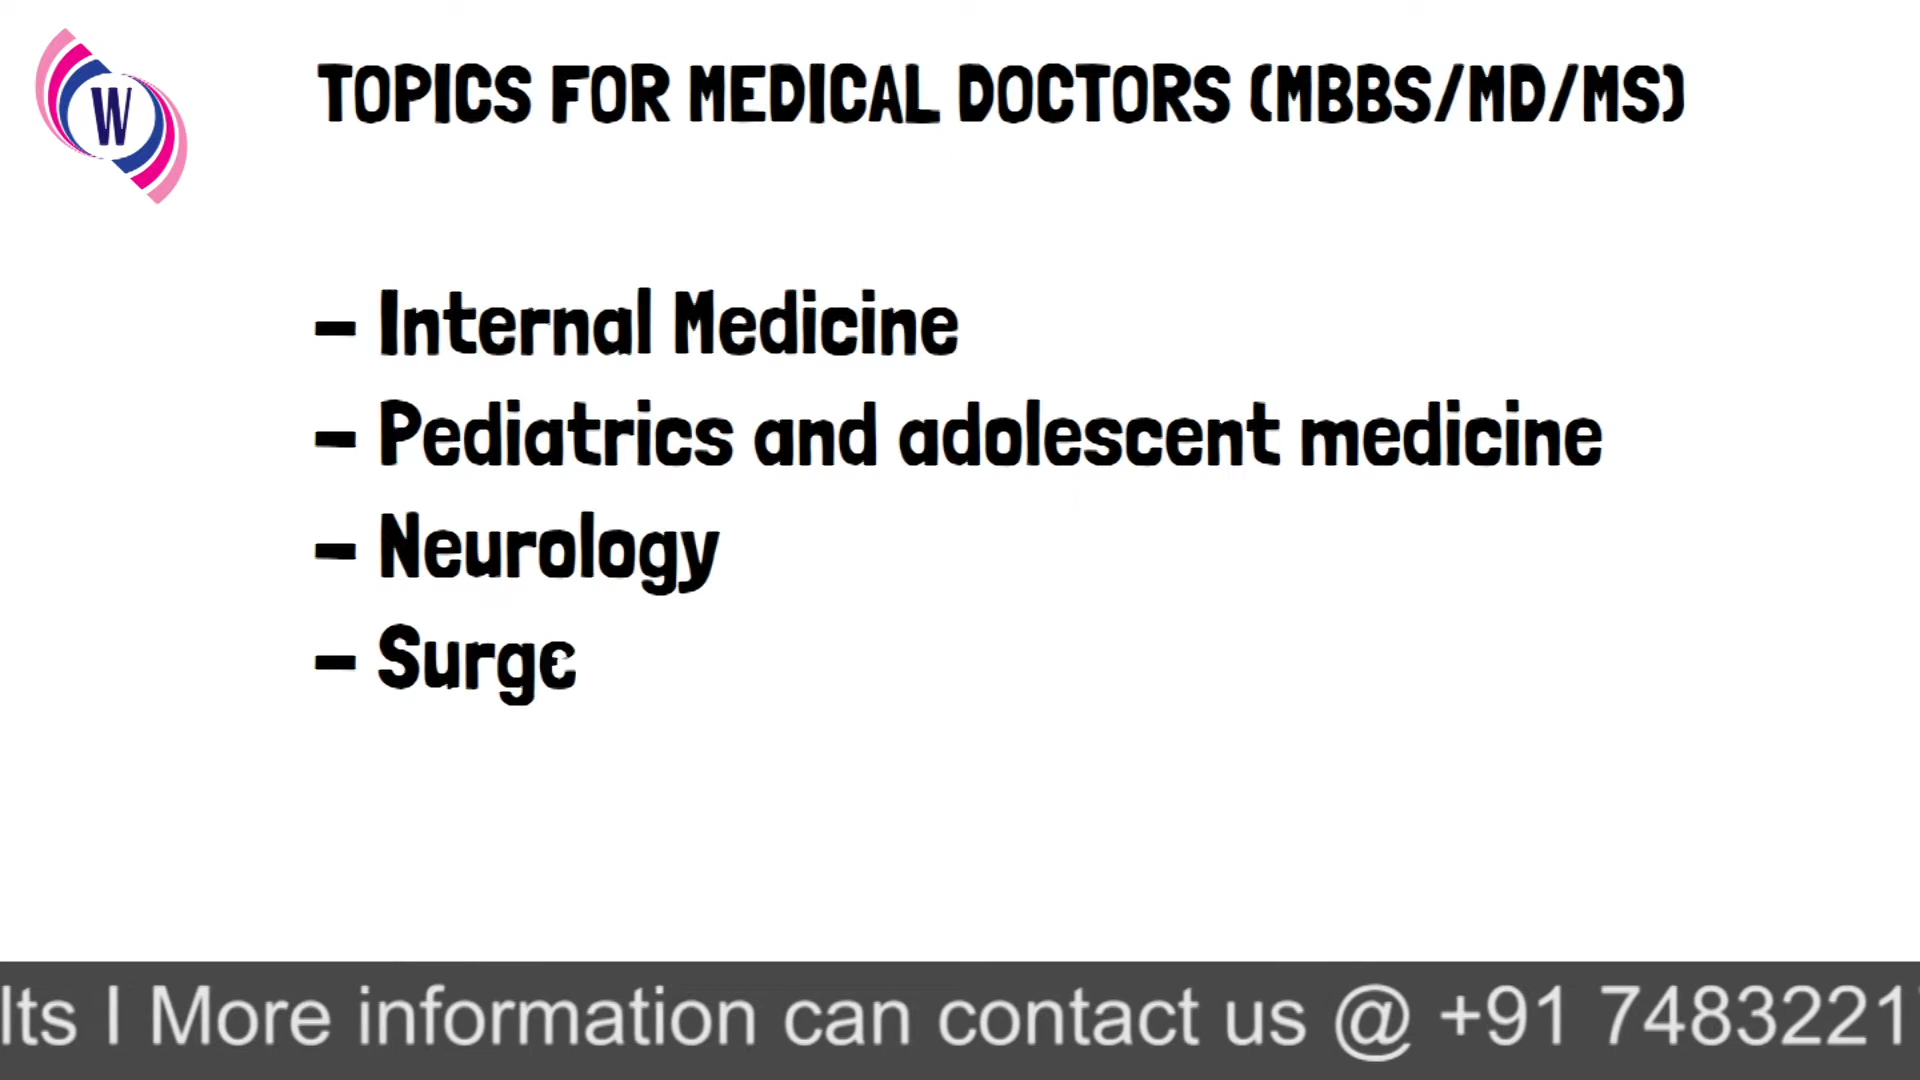 W
TOPICS FOR MEDICAL DOCTORS (MBBS/MD/MS)
- Internal Medicine
- Pediatrics and adolescent medicine
- Neurology
- Surge
lts I More information can contact us @ +91 7483221